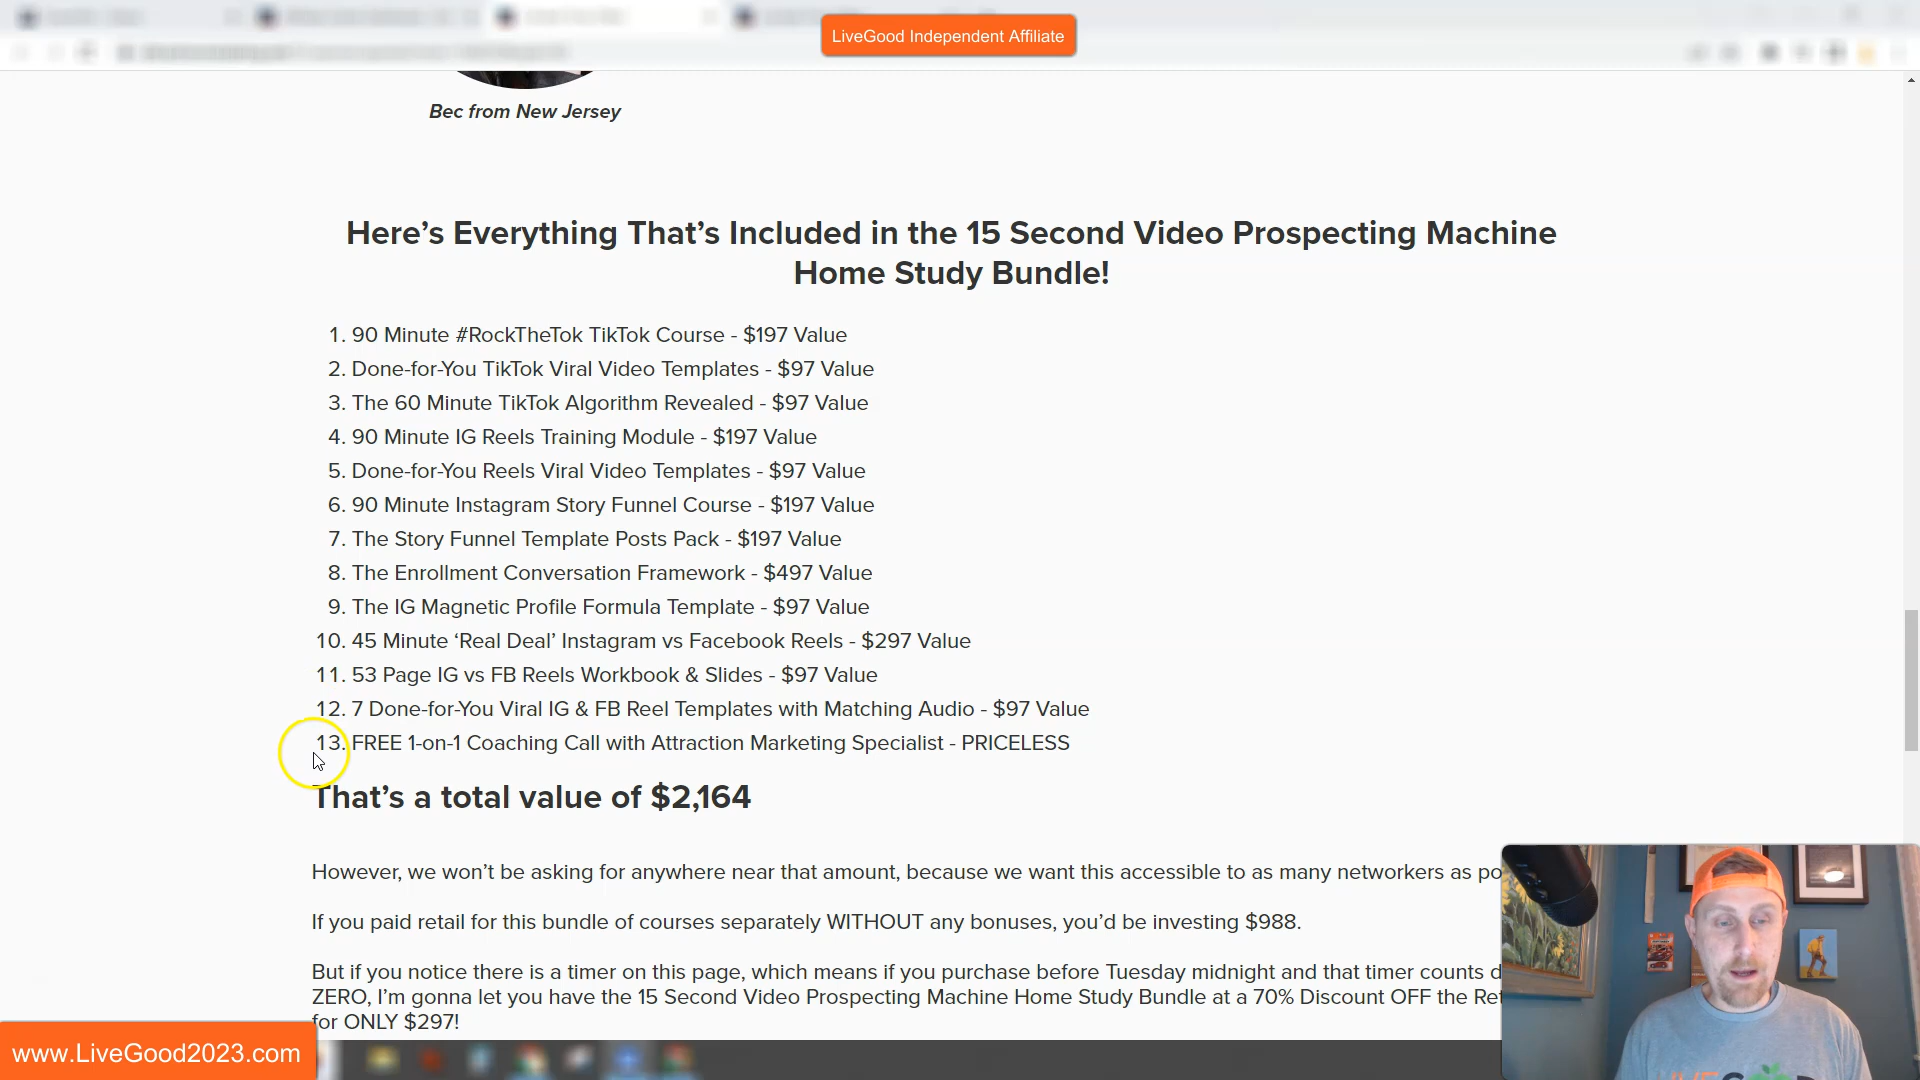 LiveGood Independent Affiliate
Bec from New Jersey
Here’s Everything That’s Included in the 15 Second Video Prospecting Machine
Home Study Bundle!
1. 90 Minute #RockTheTok TikTok Course - $197 Value
2. Done-for-You TikTok Viral Video Templates - $97 Value
3. The 60 Minute TikTok Algorithm Revealed - $97 Value
4. 90 Minute IG Reels Training Module - $197 Value
5. Done-for-You Reels Viral Video Templates - $97 Value
6. 90 Minute Instagram Story Funnel Course - $197 Value
7. The Story Funnel Template Posts Pack - $197 Value
8. The Enrollment Conversation Framework - $497 Value
9. The IG Magnetic Profile Formula Template - $97 Value
10. 45 Minute ‘Real Deal’ Instagram vs Facebook Reels - $297 Value
11. 53 Page IG vs FB Reels Workbook & Slides - $97 Value
12. 7 Done-for-You Viral IG & FB Reel Templates with Matching Audio - $97 Value
13. FREE 1-on-1 Coaching Call with Attraction Marketing Specialist - PRICELESS
That’s a total value of $2,164
However, we won’t be asking for anywhere near that amount, because we want this accessible to as many networkers as po
If you paid retail for this bundle of courses separately WITHOUT any bonuses, you’d be investing $988.
But if you notice there is a timer on this page, which means if you purchase before Tuesday midnight and that timer counts d
ZERO, I’m gonna let you have the 15 Second Video Prospecting Machine Home Study Bundle at a 70% Discount OFF the Ret
for ONLY $297!
www.LiveGood2023.com